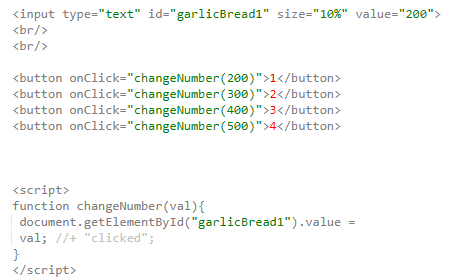 <input type="text" id="garlicBread1" size="10%" value="200">
<br/>
<br/>
<button onClick="changeNumber(200)">1</button>
<button onClick="changeNumber(300)">2</button>
<button onClick="changeNumber(400)">3</button>
<button onClick="changeNumber(500)">4</button>
<script>
function changeNumber(val){
document.getElementById("garlicBread1").value =
val; //+ "clicked";
}
</script>